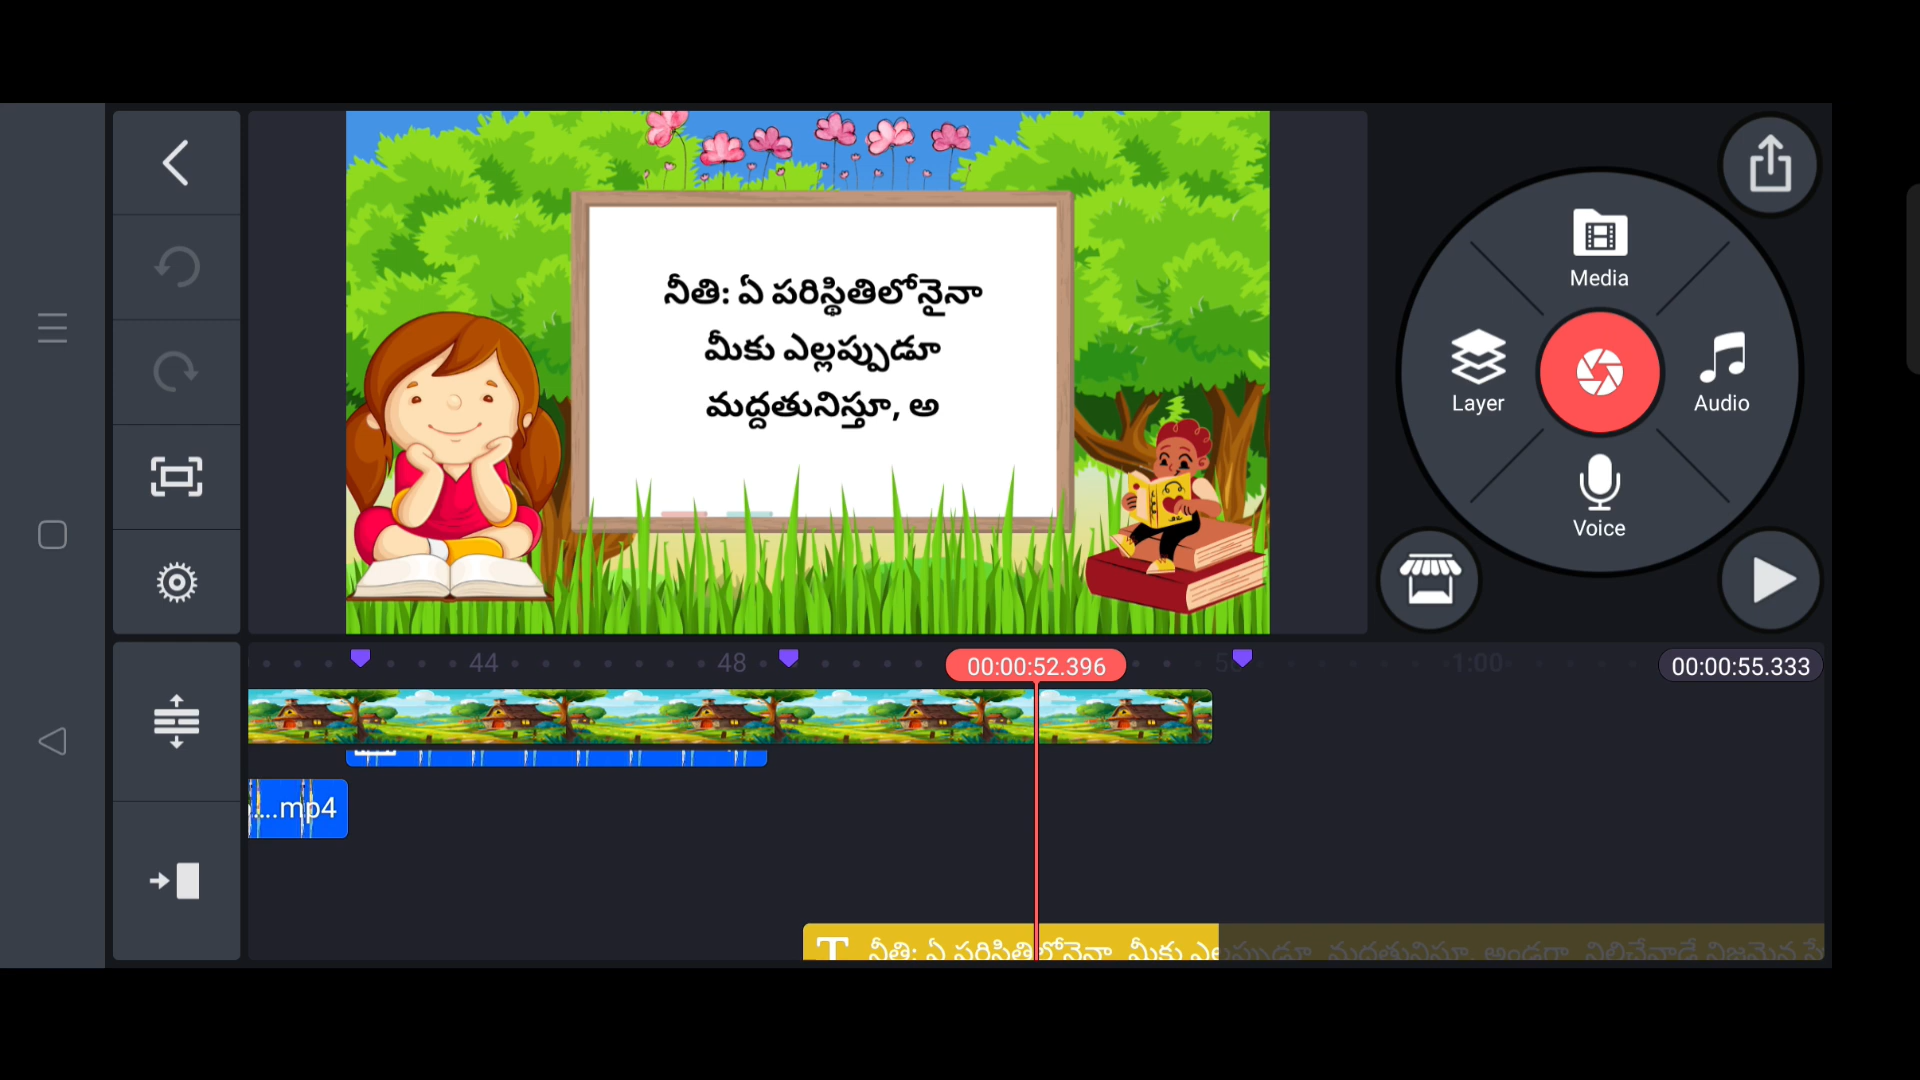 నీతి: ఏ పరిస్థితిలోనైనా
మీకు ఎల్లప్పుడూ
మద్దతునిస్తూ, అ
Media
Layer
Audio
Voice
44
48
00:00:52.396
1:00
00:00:55.333
...mp4
T నీతి: ఏ పరిస్థితిలోనైనా మీకు ఎల్లప్పుడూ మద్దతునిస్తూ, అండగా నిలిచేవాడే నిజమైన